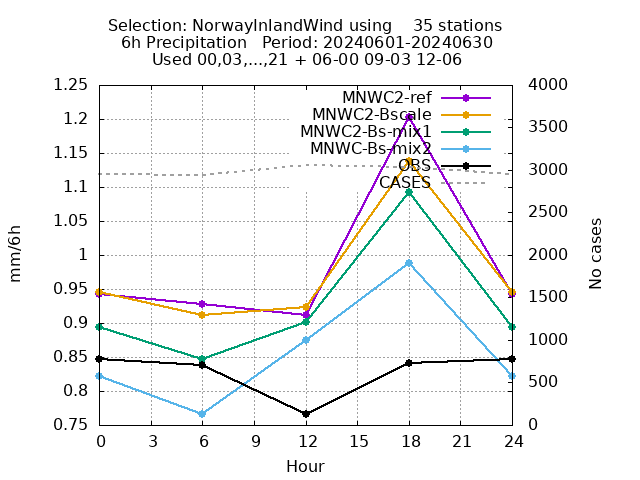 Selection: NorwayInlandWind using 35 stations
6h Precipitation Period: 20240601-20240630
Used 00,03,...,21 + 06-00 09-03 12-06
1.25
1.2
1.15
1.1
1.05
1
0.95
0.9
0.85
0.8
0.75
4000
3500
3000
2500
2000
1500
1000
500
0
mm/6h
No cases
MNWC2-ref
MNWC2-Bscale
MNWC2-Bs-mix1
MNWC-Bs-mix2
OBS
CASES
0 3 6 9 12 15 18 21 24
Hour